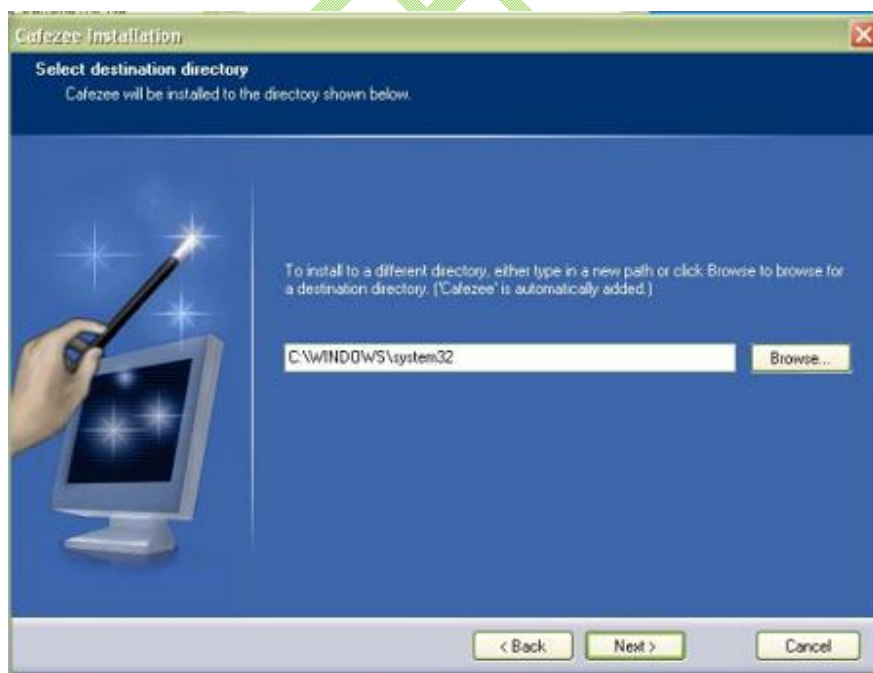 Cafezee Installation
Select destination directory
Cafezee will be installed to the directory shown below.
To install to a different directory, either type in a new path or click Browse to browse for
a destination directory. ('Cafezee' is automatically added.)
C:\WINDOWS\system32
Browse...
< Back
Next >
Cancel